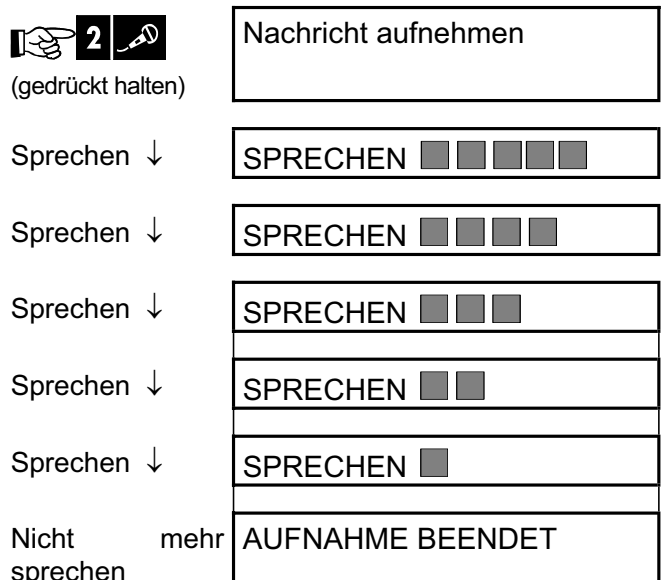 2
Nachricht aufnehmen
(gedrückt halten)
Sprechen ↓
SPRECHEN
Sprechen ↓
SPRECHEN
Sprechen ↓
SPRECHEN
Sprechen ↓
SPRECHEN
Sprechen ↓
SPRECHEN
Nicht mehr
AUFNAHME BEENDET
sprechen